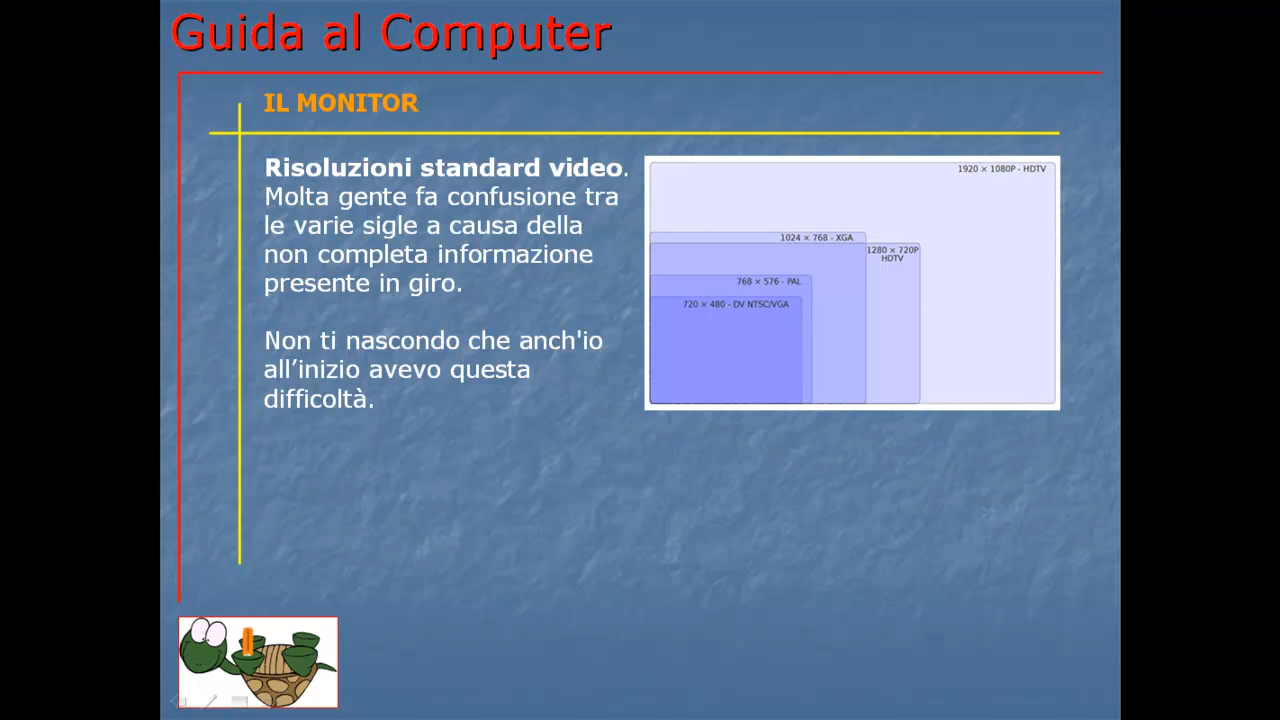 Guida al Computer
IL MONITOR
Risoluzioni standard video.
Molta gente fa confusione tra
le varie sigle a causa della
non completa informazione
presente in giro.
Non ti nascondo che anch'io
all’inizio avevo questa
difficoltà.
1920 × 1080P - HDTV
1024 × 768 - XGA
1280 × 720P
HDTV
768 × 576 - PAL
720 × 480 - DV NTSC/VGA